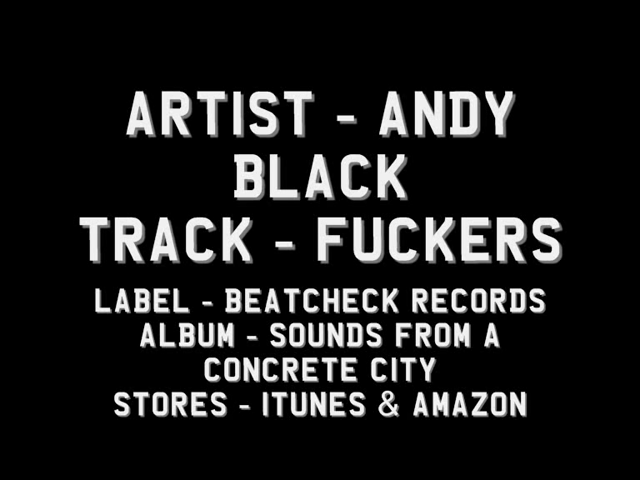 ARTIST - ANDY
BLACK
TRACK - FUCKERS
LABEL - BEATCHECK RECORDS
ALBUM - SOUNDS FROM A
CONCRETE CITY
STORES - ITUNES & AMAZON